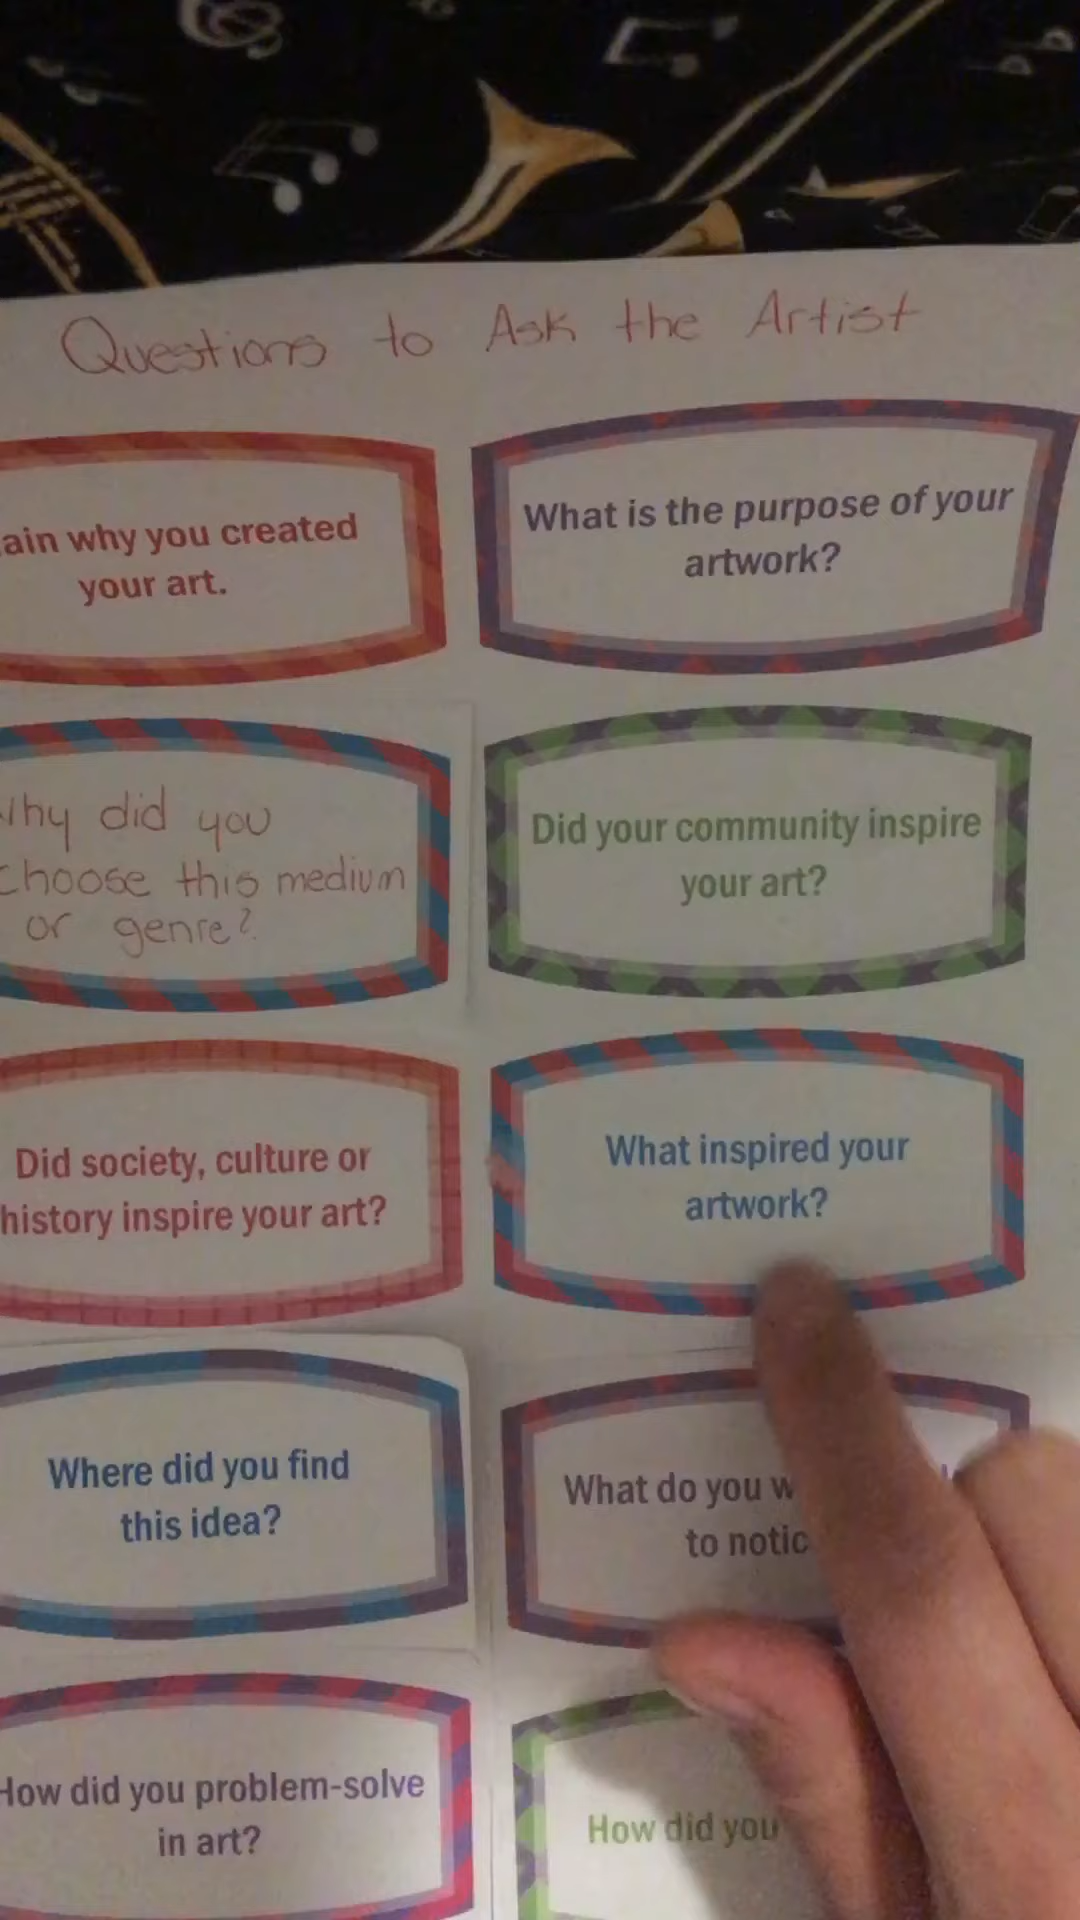 Questions to Ask the Artist
why you created
your art.
What is the purpose of your
artwork?
did you
choose this medium
or genre?
Did your community inspire
your art?
Did society, culture or
history inspire your art?
What inspired your
artwork?
Where did you find
this idea?
What do you
to
How did you problem-solve
in art?
How did you